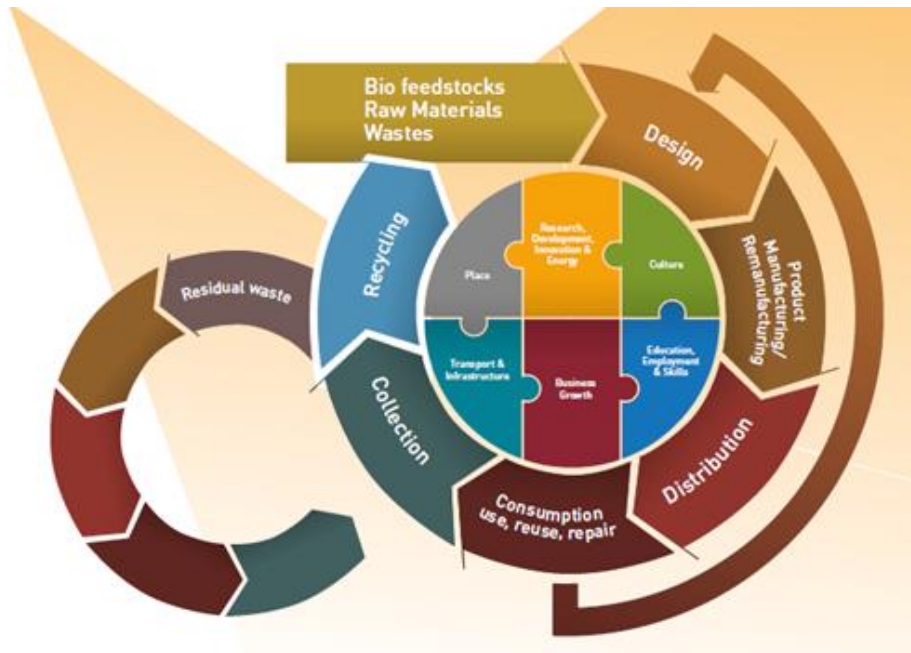 Bio feedstocks
Raw Materials
Wastes
Design
Product
Manufacturing/
Remanufacturing
Distribution
Consumption
use, reuse, repair
Collection
Recycling
Residual waste
Place
Research,
Development,
Innovation &
Energy
Culture
Transport &
Infrastructure
Business
Growth
Education,
Employment
& Skills